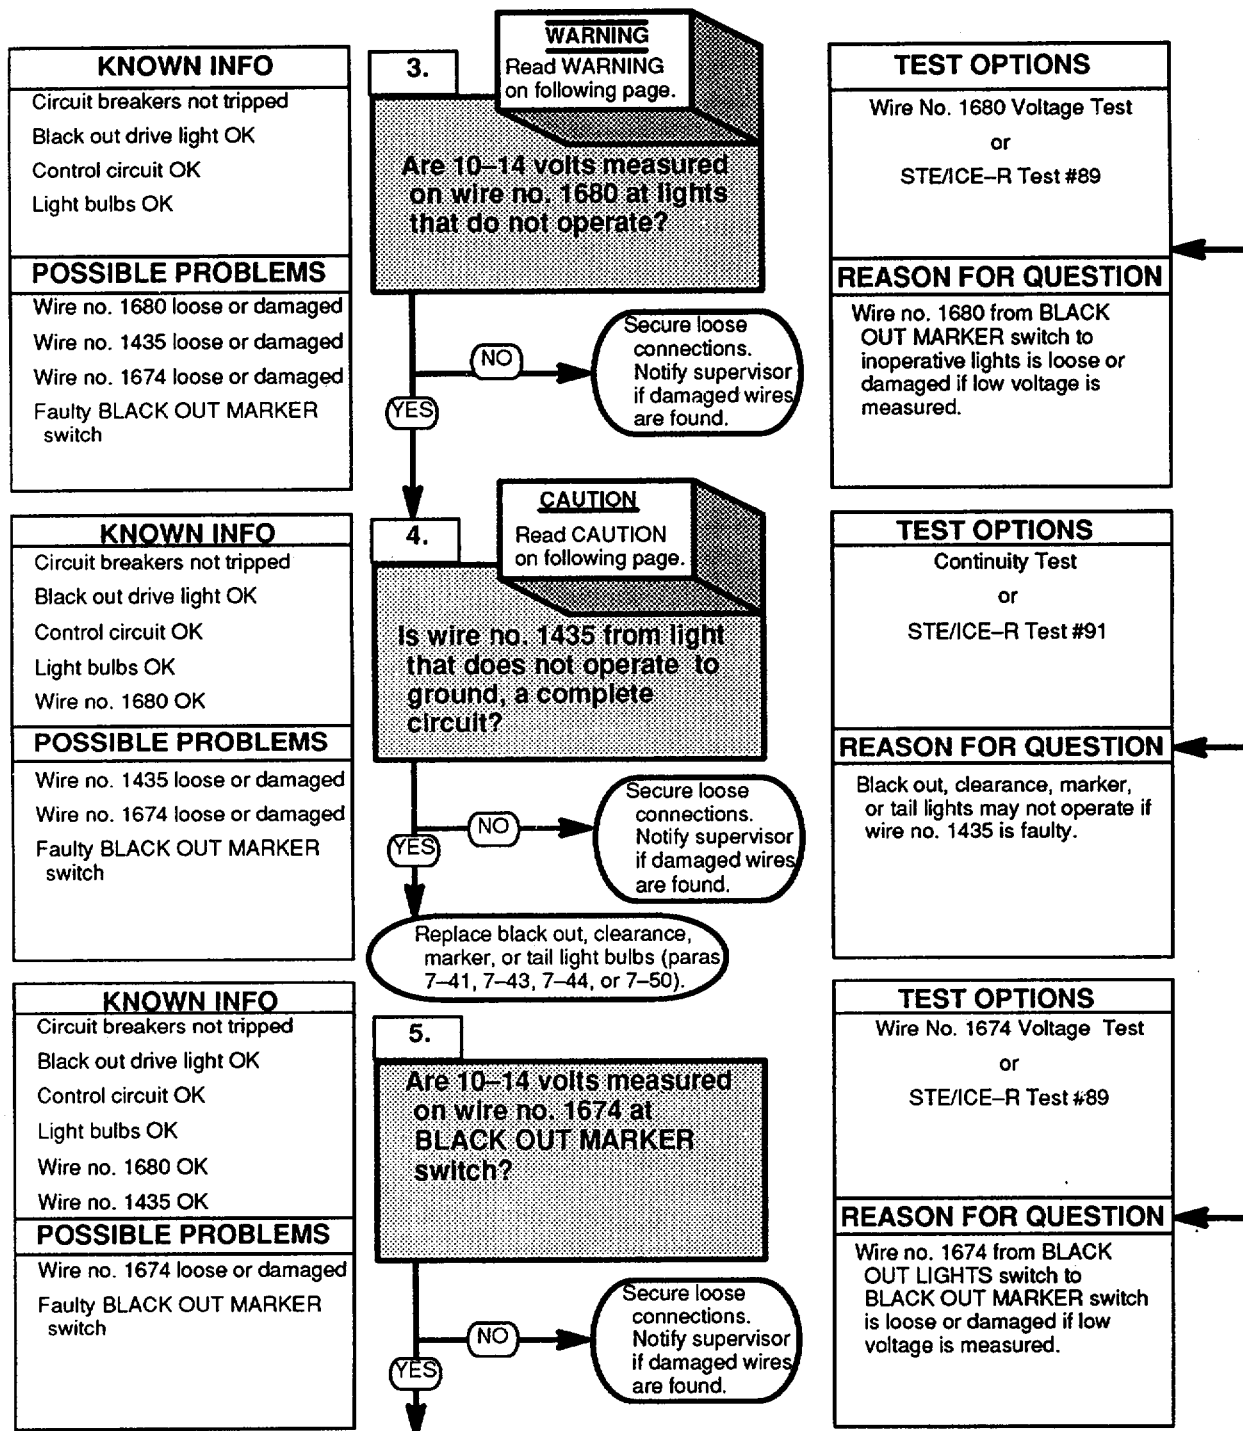 KNOWN INFO
Circuit breakers not tripped
Black out drive light OK
Control circuit OK
Light bulbs OK
POSSIBLE PROBLEMS
Wire no. 1680 loose or damaged
Wire no. 1435 loose or damaged
Wire no. 1674 loose or damaged
Faulty BLACK OUT MARKER
switch
3.
WARNING
Read WARNING
on following page.
Are 10–14 volts measured
on wire no. 1680 at lights
that do not operate?
NO
Secure loose
connections.
Notify supervisor
if damaged wires
are found.
YES
TEST OPTIONS
Wire No. 1680 Voltage Test
or
STE/ICE–R Test #89
REASON FOR QUESTION
Wire no. 1680 from BLACK
OUT MARKER switch to
inoperative lights is loose or
damaged if low voltage is
measured.
KNOWN INFO
Circuit breakers not tripped
Black out drive light OK
Control circuit OK
Light bulbs OK
Wire no. 1680 OK
POSSIBLE PROBLEMS
Wire no. 1435 loose or damaged
Wire no. 1674 loose or damaged
Faulty BLACK OUT MARKER
switch
4.
CAUTION
Read CAUTION
on following page.
Is wire no. 1435 from light
that does not operate to
ground, a complete
circuit?
NO
Secure loose
connections.
Notify supervisor
if damaged wires
are found.
YES
Replace black out, clearance,
marker, or tail light bulbs (paras
7–41, 7–43, 7–44, or 7–50).
TEST OPTIONS
Continuity Test
or
STE/ICE–R Test #91
REASON FOR QUESTION
Black out, clearance, marker,
or tail lights may not operate if
wire no. 1435 is faulty.
KNOWN INFO
Circuit breakers not tripped
Black out drive light OK
Control circuit OK
Light bulbs OK
Wire no. 1680 OK
Wire no. 1435 OK
POSSIBLE PROBLEMS
Wire no. 1674 loose or damaged
Faulty BLACK OUT MARKER
switch
5.
Are 10–14 volts measured
on wire no. 1674 at
BLACK OUT MARKER
switch?
NO
Secure loose
connections.
Notify supervisor
if damaged wires
are found.
YES
TEST OPTIONS
Wire No. 1674 Voltage Test
or
STE/ICE–R Test #89
REASON FOR QUESTION
Wire no. 1674 from BLACK
OUT LIGHTS switch to
BLACK OUT MARKER switch
is loose or damaged if low
voltage is measured.